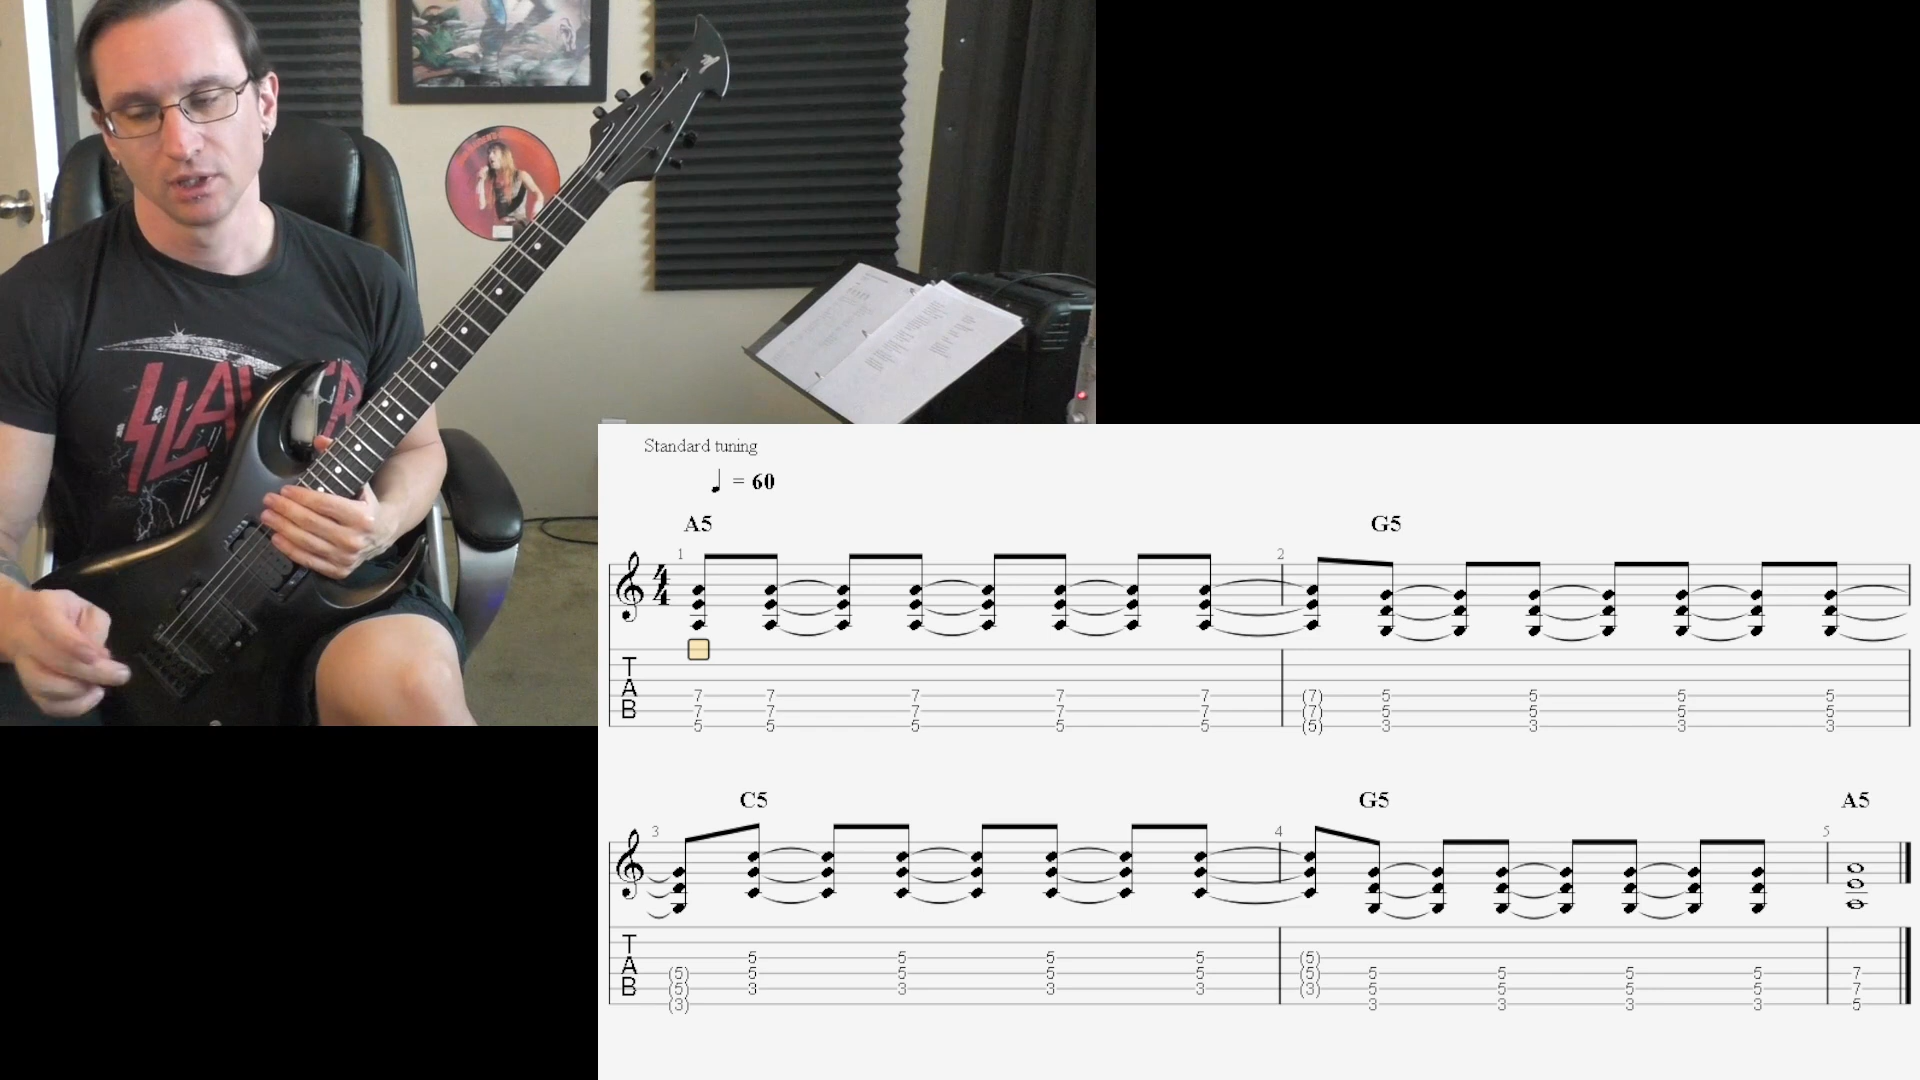 SLAYER
Standard tuning
♩ = 60
A5 G5
1 2
4
4
T 7 7 7 7 7 (7) 5 5 5 5
A 7 7 7 7 7 (7) 5 5 5 5
B 5 5 5 5 5 (5) 3 3 3 3
C5 G5 A5
3 4 5
T 5 5 5 5 (5)
A (5) 5 5 5 5 (5) 5 5 5 5 7
B (5) 3 3 3 3 (3) 5 5 5 5 7
(3) 3 3 3 3 5